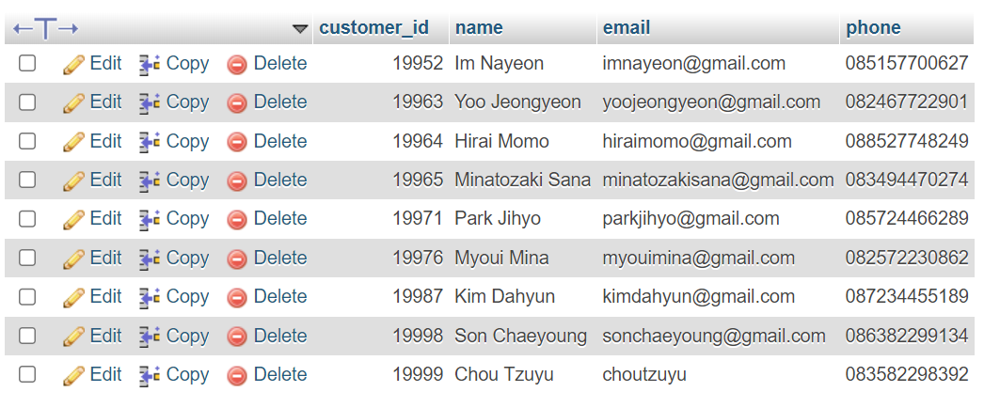 customer_id name email phone
Edit Copy Delete 19952 Im Nayeon imnayeon@gmail.com 085157700627
Edit Copy Delete 19963 Yoo Jeongyeon yoojeongyeon@gmail.com 082467722901
Edit Copy Delete 19964 Hirai Momo hiraimomo@gmail.com 088527748249
Edit Copy Delete 19965 Minatozaki Sana minatozakisana@gmail.com 083494470274
Edit Copy Delete 19971 Park Jihyo parkjihyo@gmail.com 085724466289
Edit Copy Delete 19976 Myoui Mina myouimina@gmail.com 082572230862
Edit Copy Delete 19987 Kim Dahyun kimdahyun@gmail.com 087234455189
Edit Copy Delete 19998 Son Chaeyoung sonchaeyoung@gmail.com 086382299134
Edit Copy Delete 19999 Chou Tzuyu choutzuyu 083582298392